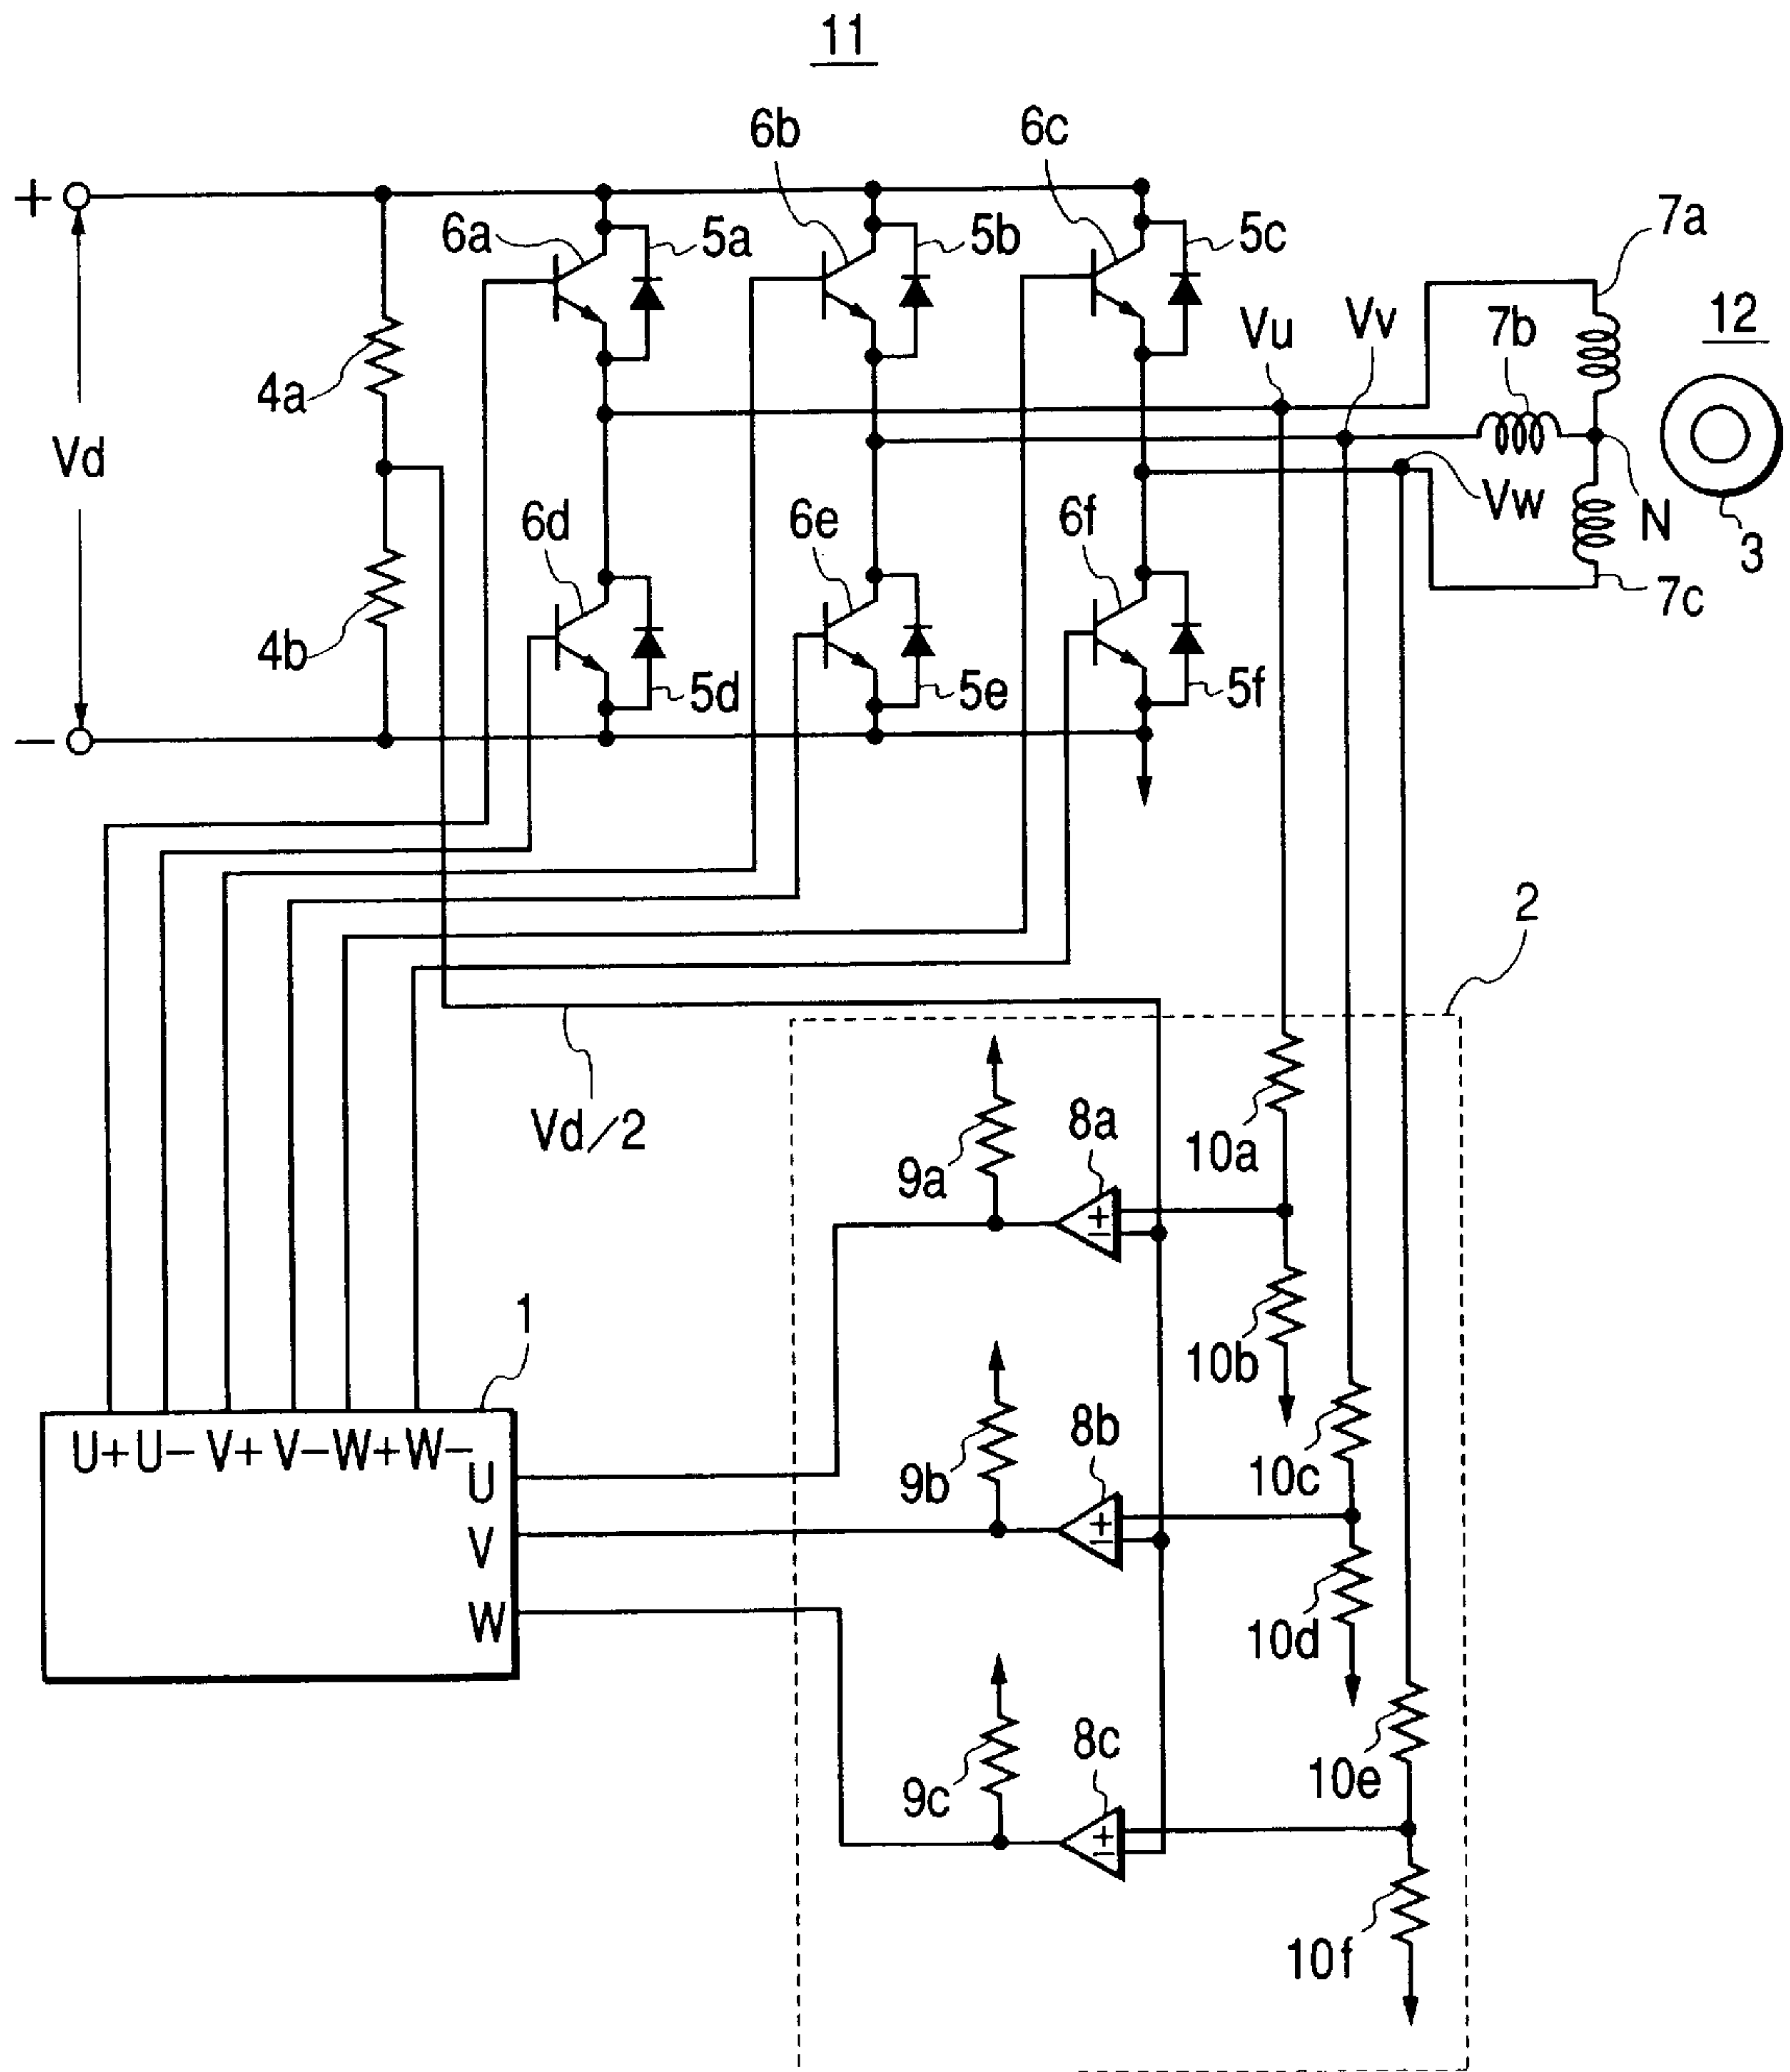 11
6b
6c
+
6a
5a
5b
5c
7a
Vu
Vv
7b
12
4a
Vd
6d
6e
6f
Vw
N
3
7c
4b
5d
5e
5f
−
2
Vd/2
8a
10a
9a
+
−
1
10b
U+ U− V+ V− W+ W−
U
8b
10c
9b
+
−
V
10d
W
8c
10e
9c
+
−
10f